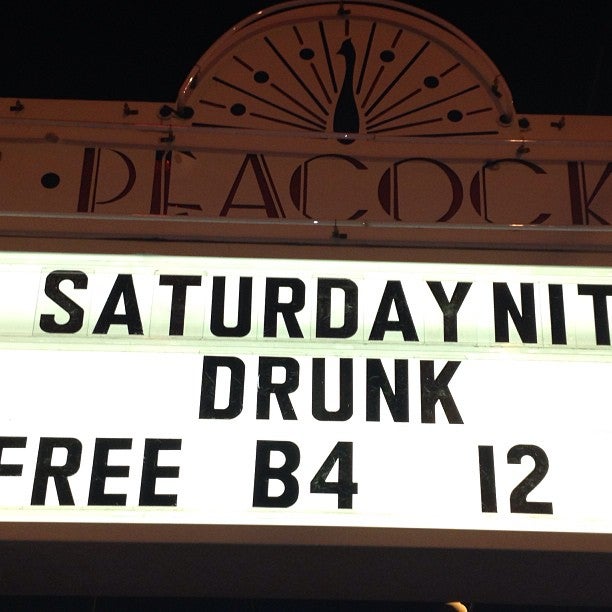 PEACOCK
SATURDAY NIT
DRUNK
FREE B4 12